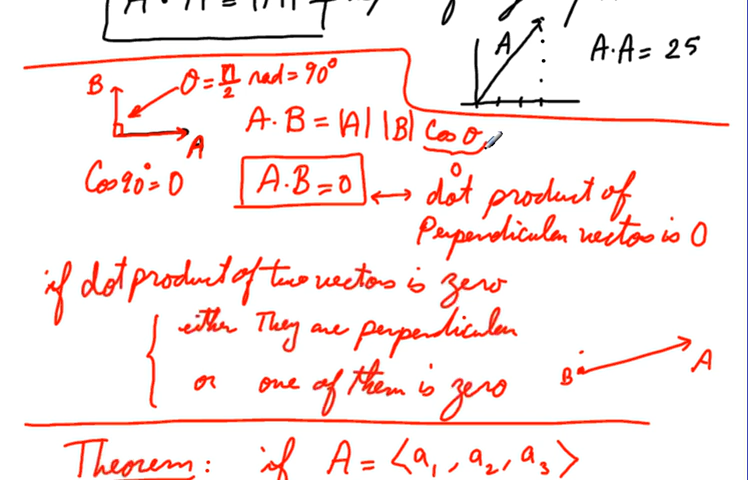 A · A = |A|
A
A·A = 25
B
θ = π/2 rad = 90°
A
A·B = |A| |B| Cos θ
0
Cos 90° = 0
A·B = 0 ↔ dot product of
Perpendicular vectors is 0
if dot product of two vectors is zero
either They are perpendicular
or one of them is zero
B
A
Theorem: if A = <a₁, a₂, a₃>